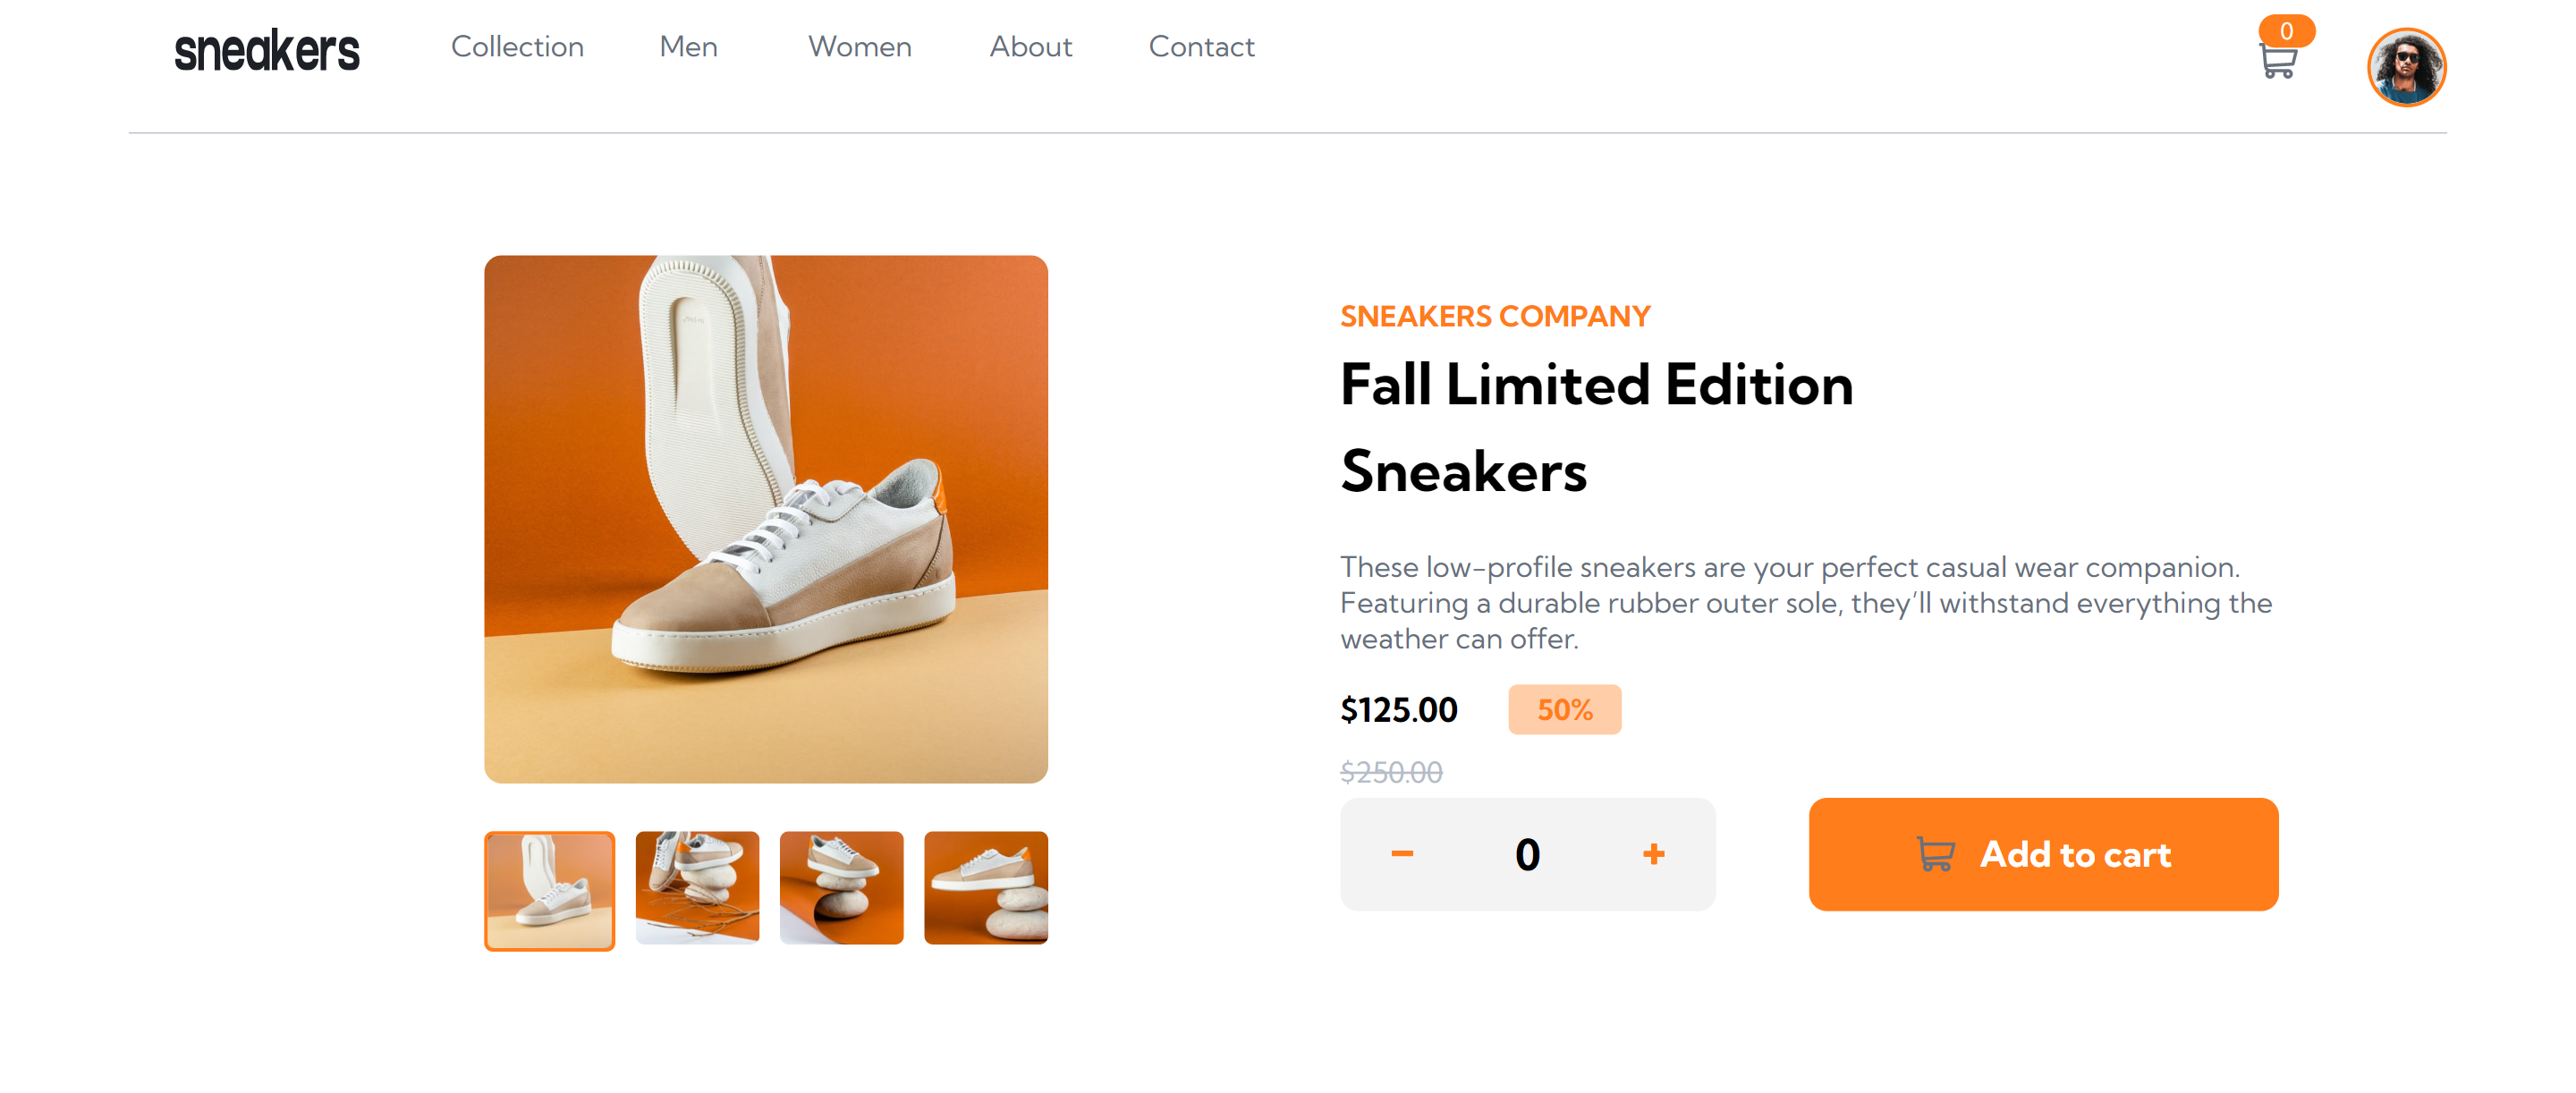 sneakers Collection Men Women About Contact 0
SNEAKERS COMPANY
Fall Limited Edition
Sneakers
These low-profile sneakers are your perfect casual wear companion.
Featuring a durable rubber outer sole, they’ll withstand everything the
weather can offer.
$125.00 50%
$250.00
− 0 + Add to cart